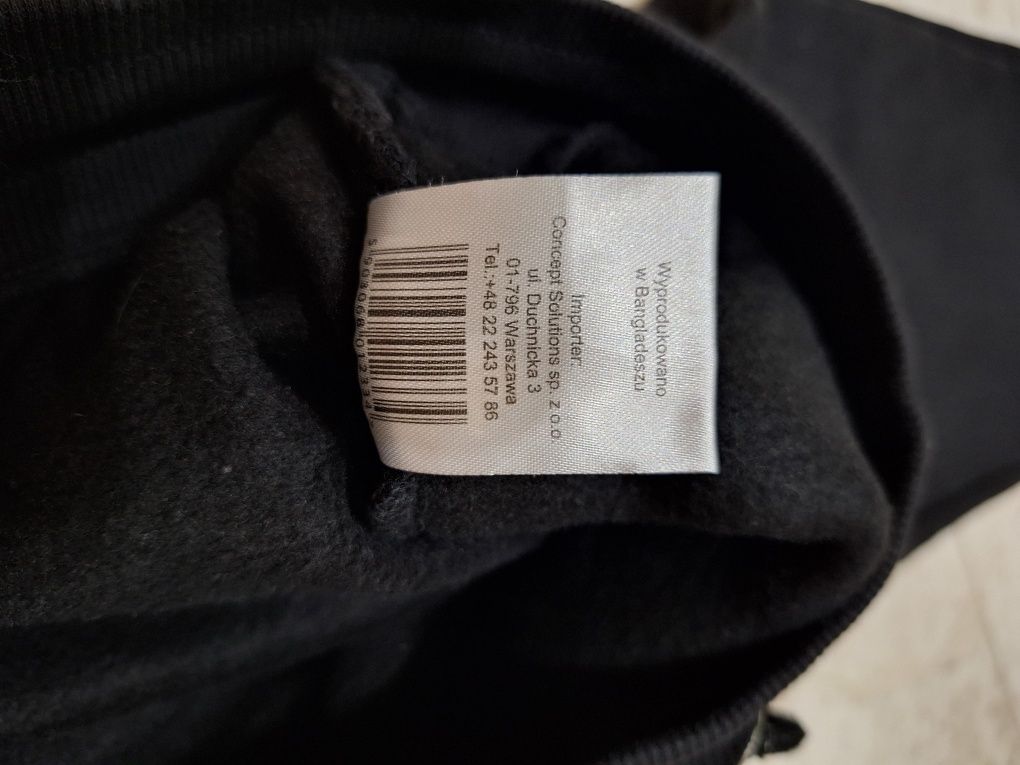 Wyprodukowano
w Bangladeszu
Importer:
Concept Solutions sp. z o.o.
ul. Duchnicka 3
01-796 Warszawa
Tel.:+48 22 243 57 86